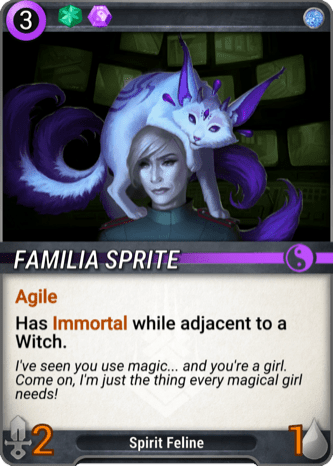 3
FAMILIA SPRITE
Agile
Has Immortal while adjacent to a
Witch.
I've seen you use magic... and you're a girl.
Come on, I'm just the thing every magical girl
needs!
2
Spirit Feline
1